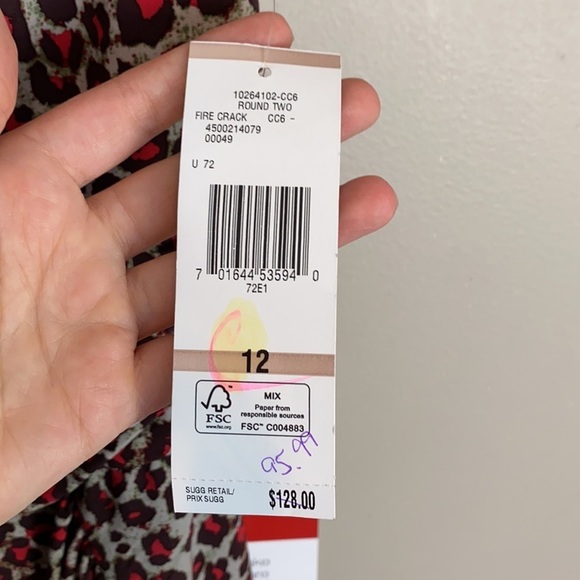 10264102-CC6
ROUND TWO
FIRE CRACK CC6 -
4500214079
00049
U 72
7 01644 53594 0
72E1
12
FSC
www.fsc.org
MIX
Paper from
responsible sources
FSC™ C004883
95.99
SUGG RETAIL/
PRIX SUGG
$128.00